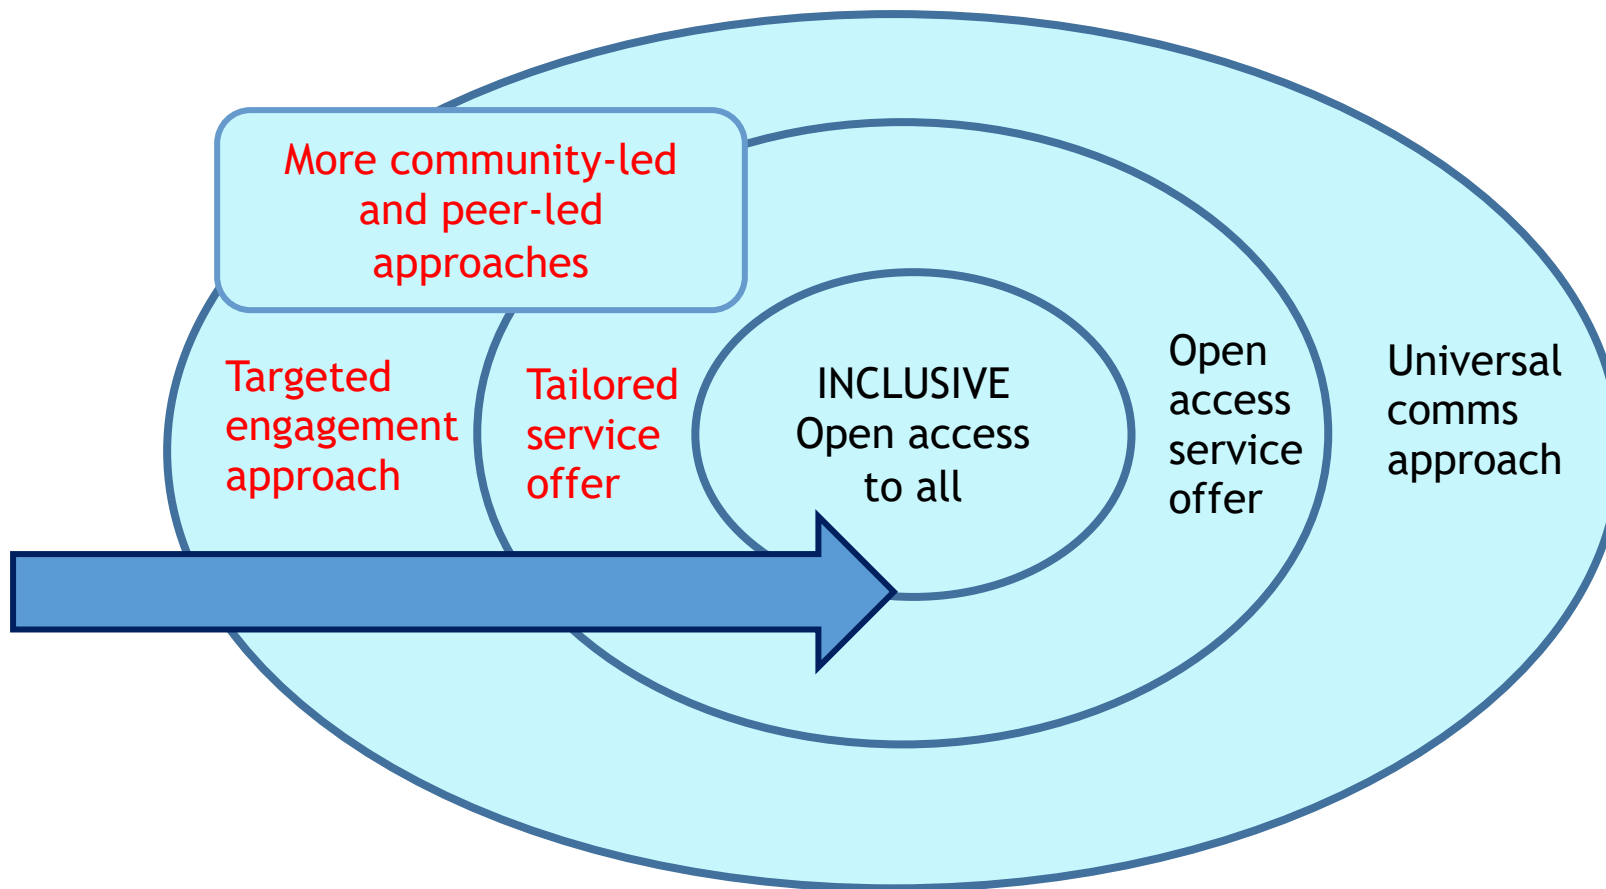 More community-led
and peer-led
approaches
Targeted
engagement
approach
Tailored
service
offer
INCLUSIVE
Open access
to all
Open
access
service
offer
Universal
comms
approach